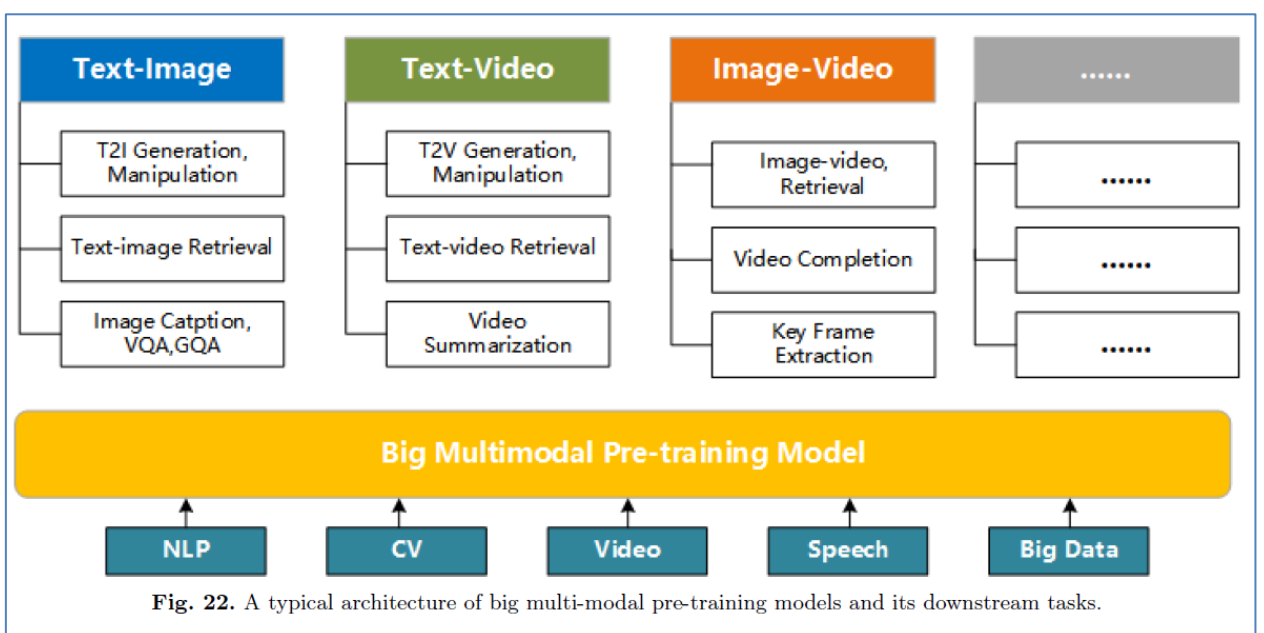 Text-Image
T2I Generation,
Manipulation
Text-image Retrieval
Image Catption,
VQA,GQA
Text-Video
T2V Generation,
Manipulation
Text-video Retrieval
Video
Summarization
Image-Video
Image-video,
Retrieval
Video Completion
Key Frame
Extraction
......
......
......
......
Big Multimodal Pre-training Model
NLP
CV
Video
Speech
Big Data
Fig. 22. A typical architecture of big multi-modal pre-training models and its downstream tasks.